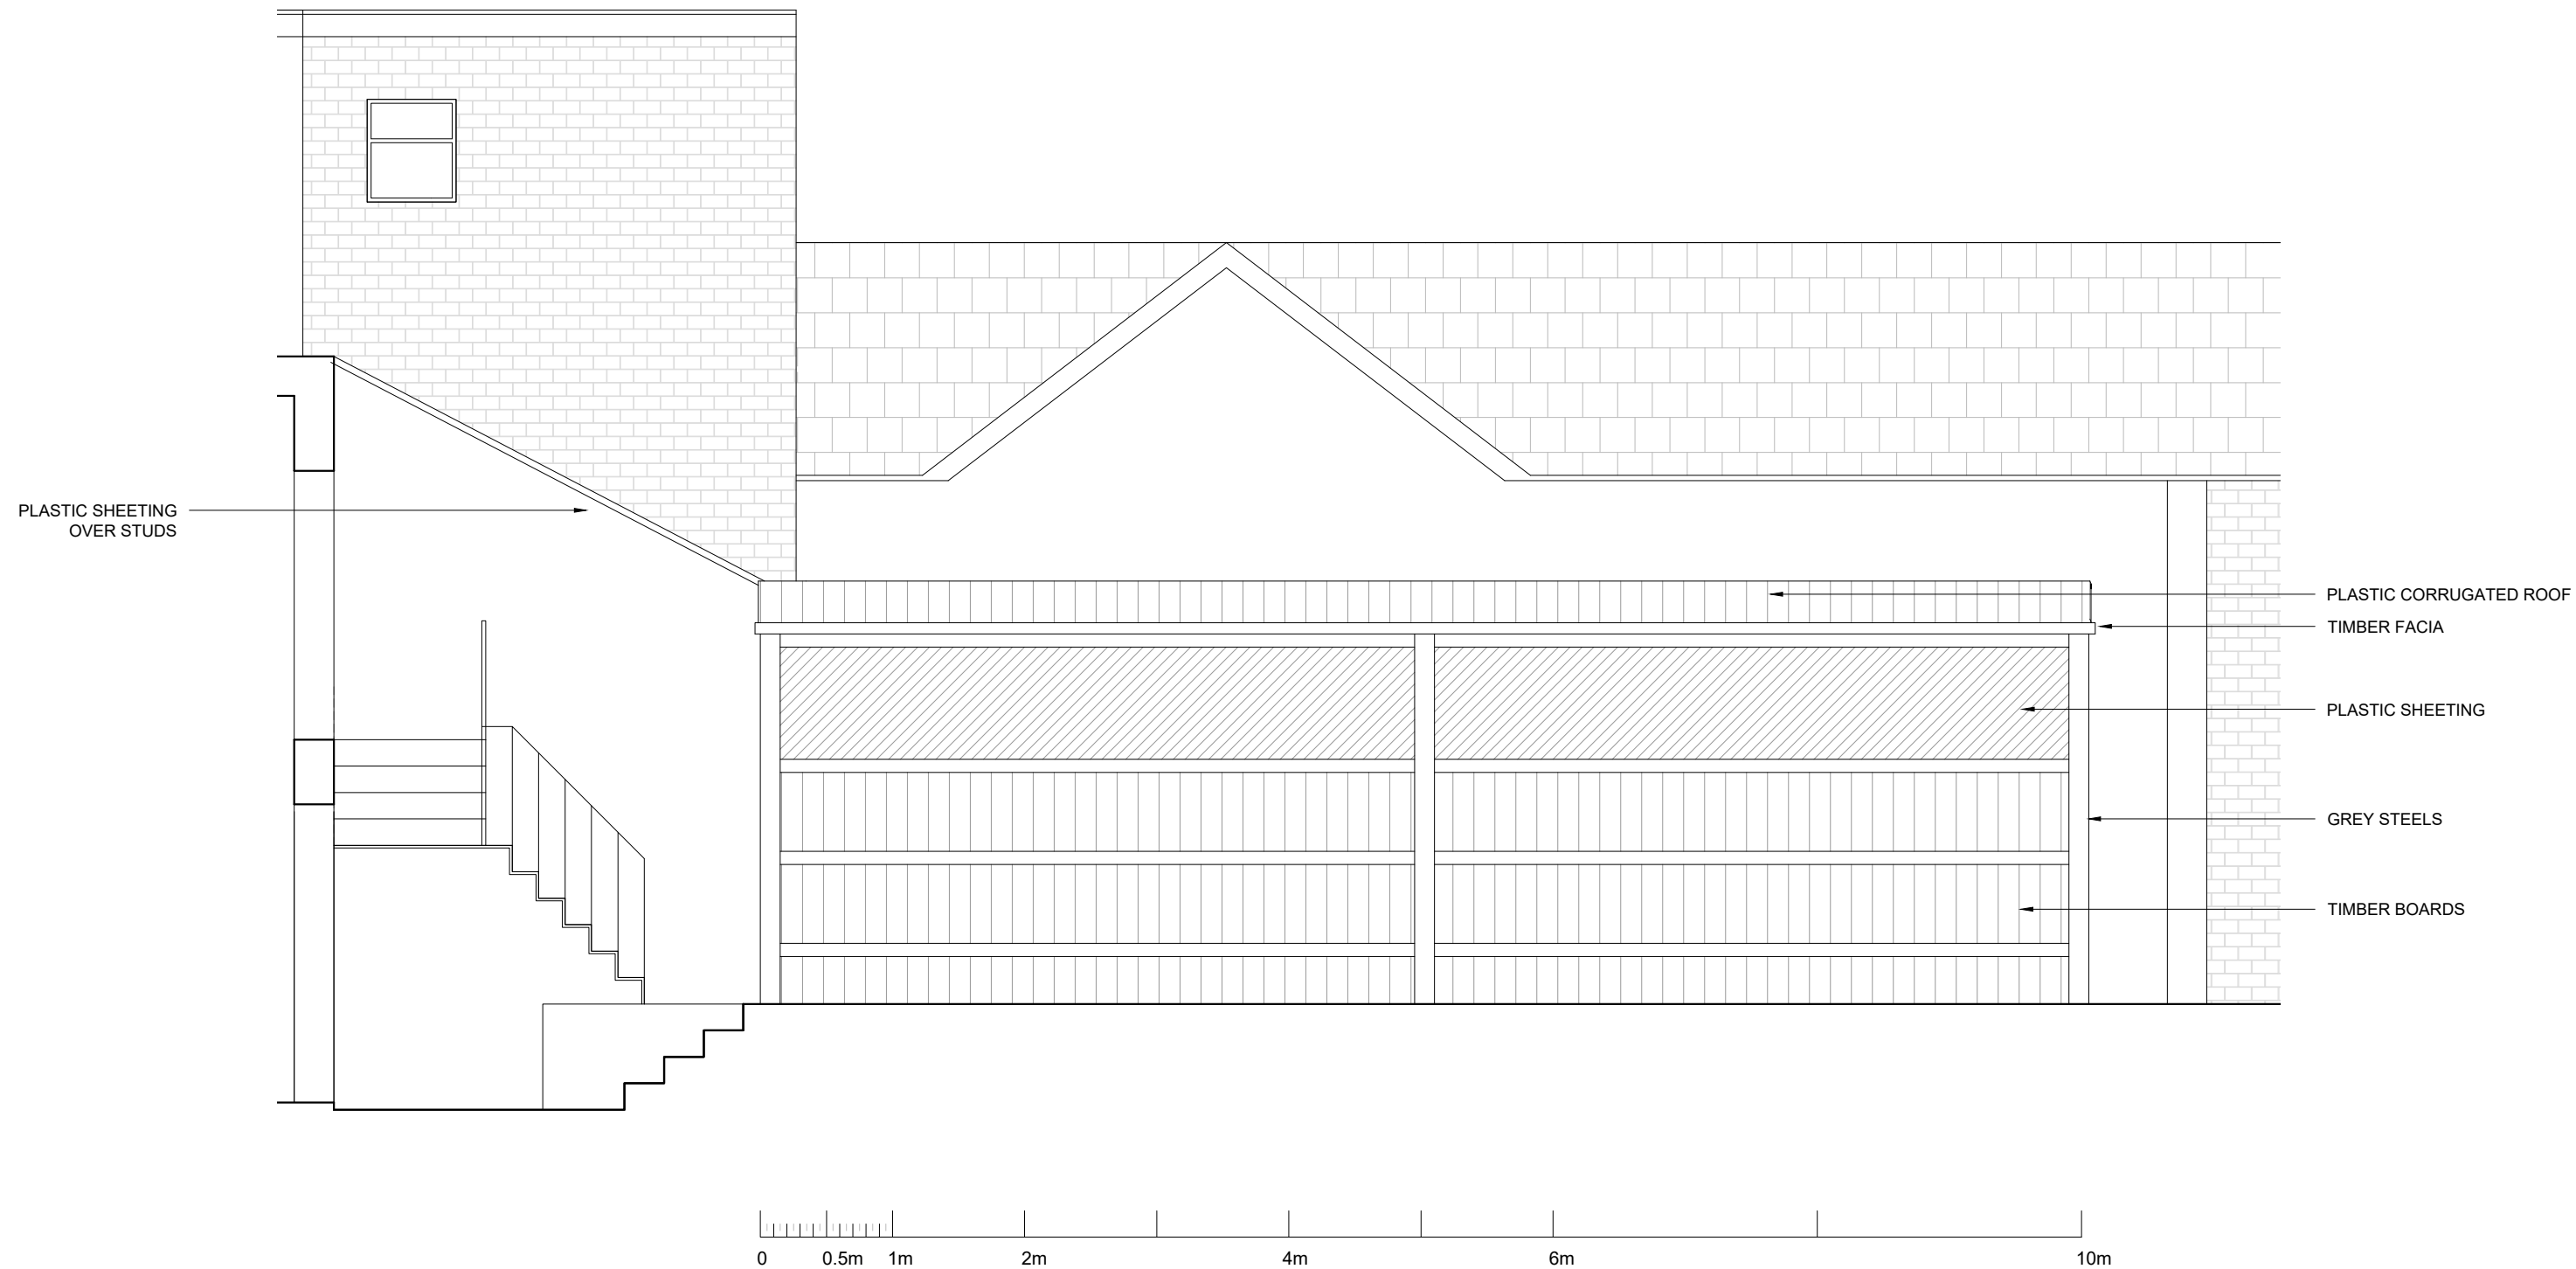 PLASTIC SHEETING
OVER STUDS
PLASTIC CORRUGATED ROOF
TIMBER FACIA
PLASTIC SHEETING
GREY STEELS
TIMBER BOARDS
0 0.5m 1m 2m 4m 6m 10m